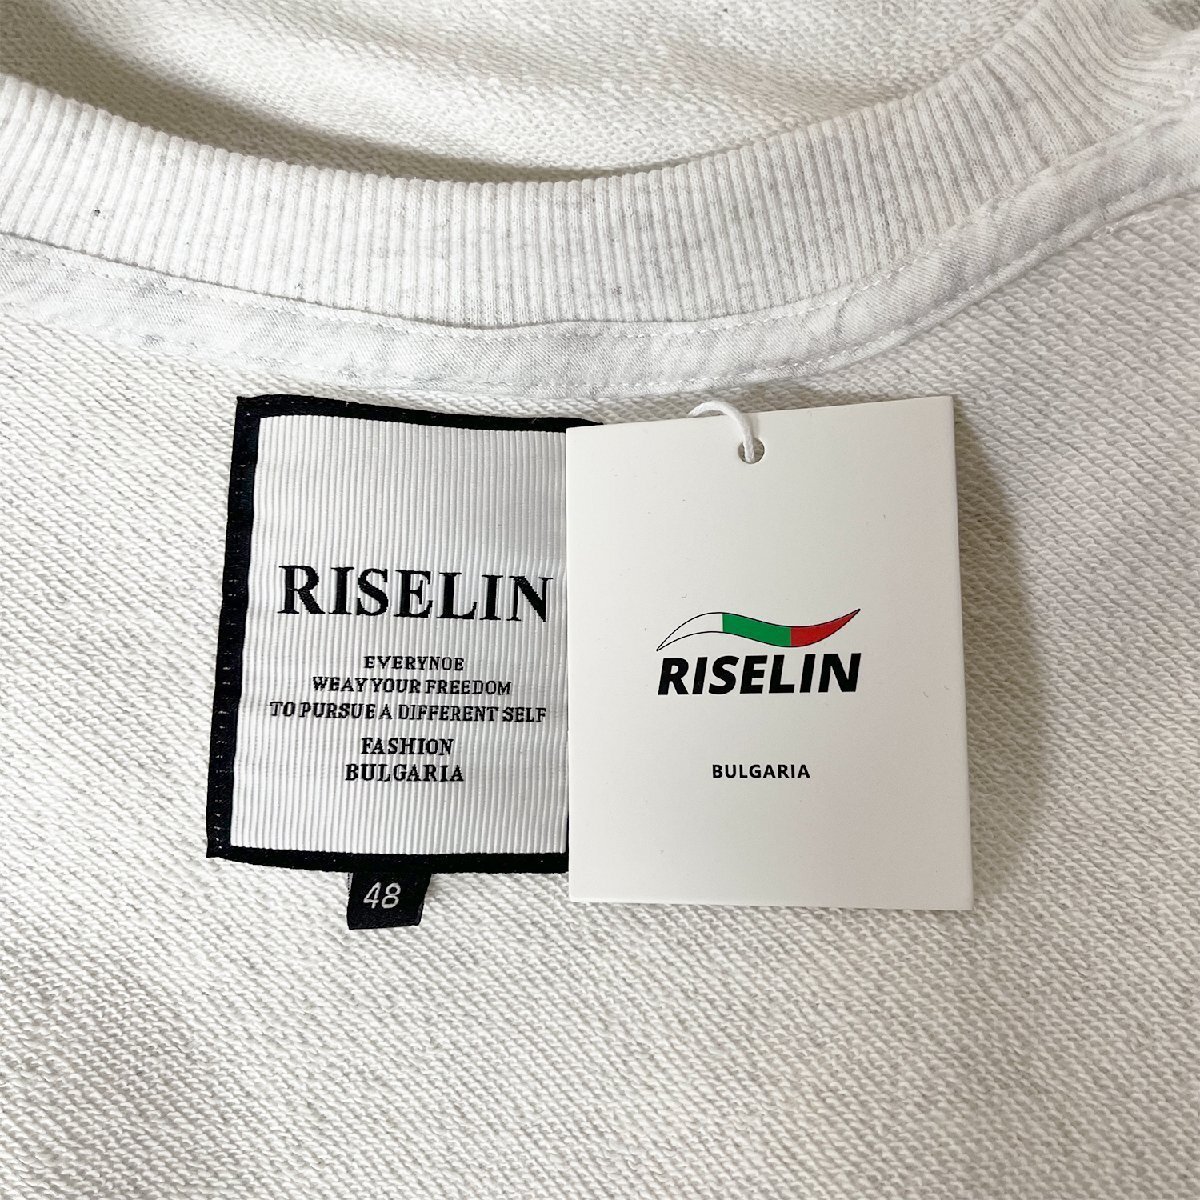 RISELIN
EVERYNOE
WEAY YOUR FREEDOM
TO PURSUE A DIFFERENT SELF
FASHION
BULGARIA
48
RISELIN
BULGARIA